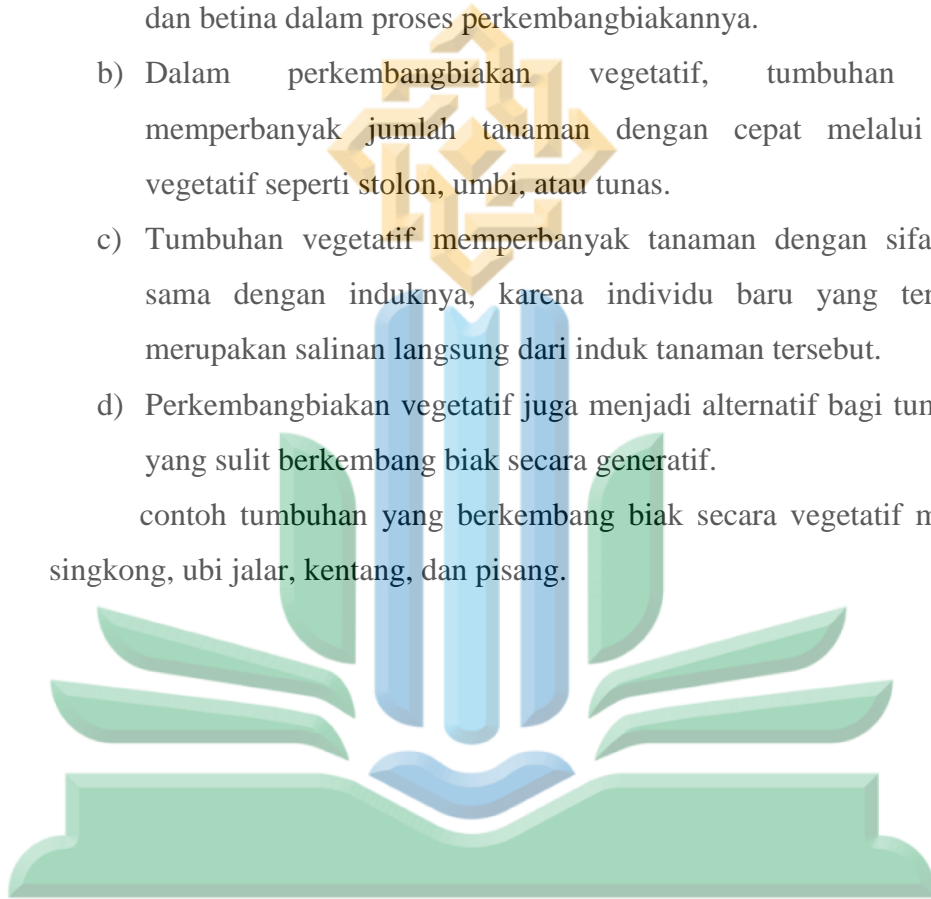 dan betina dalam proses perkembangbiakannya.
b) Dalam perkembangbiakan vegetatif, tumbuhan
memperbanyak jumlah tanaman dengan cepat melalui
vegetatif seperti stolon, umbi, atau tunas.
c) Tumbuhan vegetatif memperbanyak tanaman dengan
sama dengan induknya, karena individu baru yang
merupakan salinan langsung dari induk tanaman tersebut.
d) Perkembangbiakan vegetatif juga menjadi alternatif bagi
yang sulit berkembang biak secara generatif.
contoh tumbuhan yang berkembang biak secara vegetatif
singkong, ubi jalar, kentang, dan pisang.